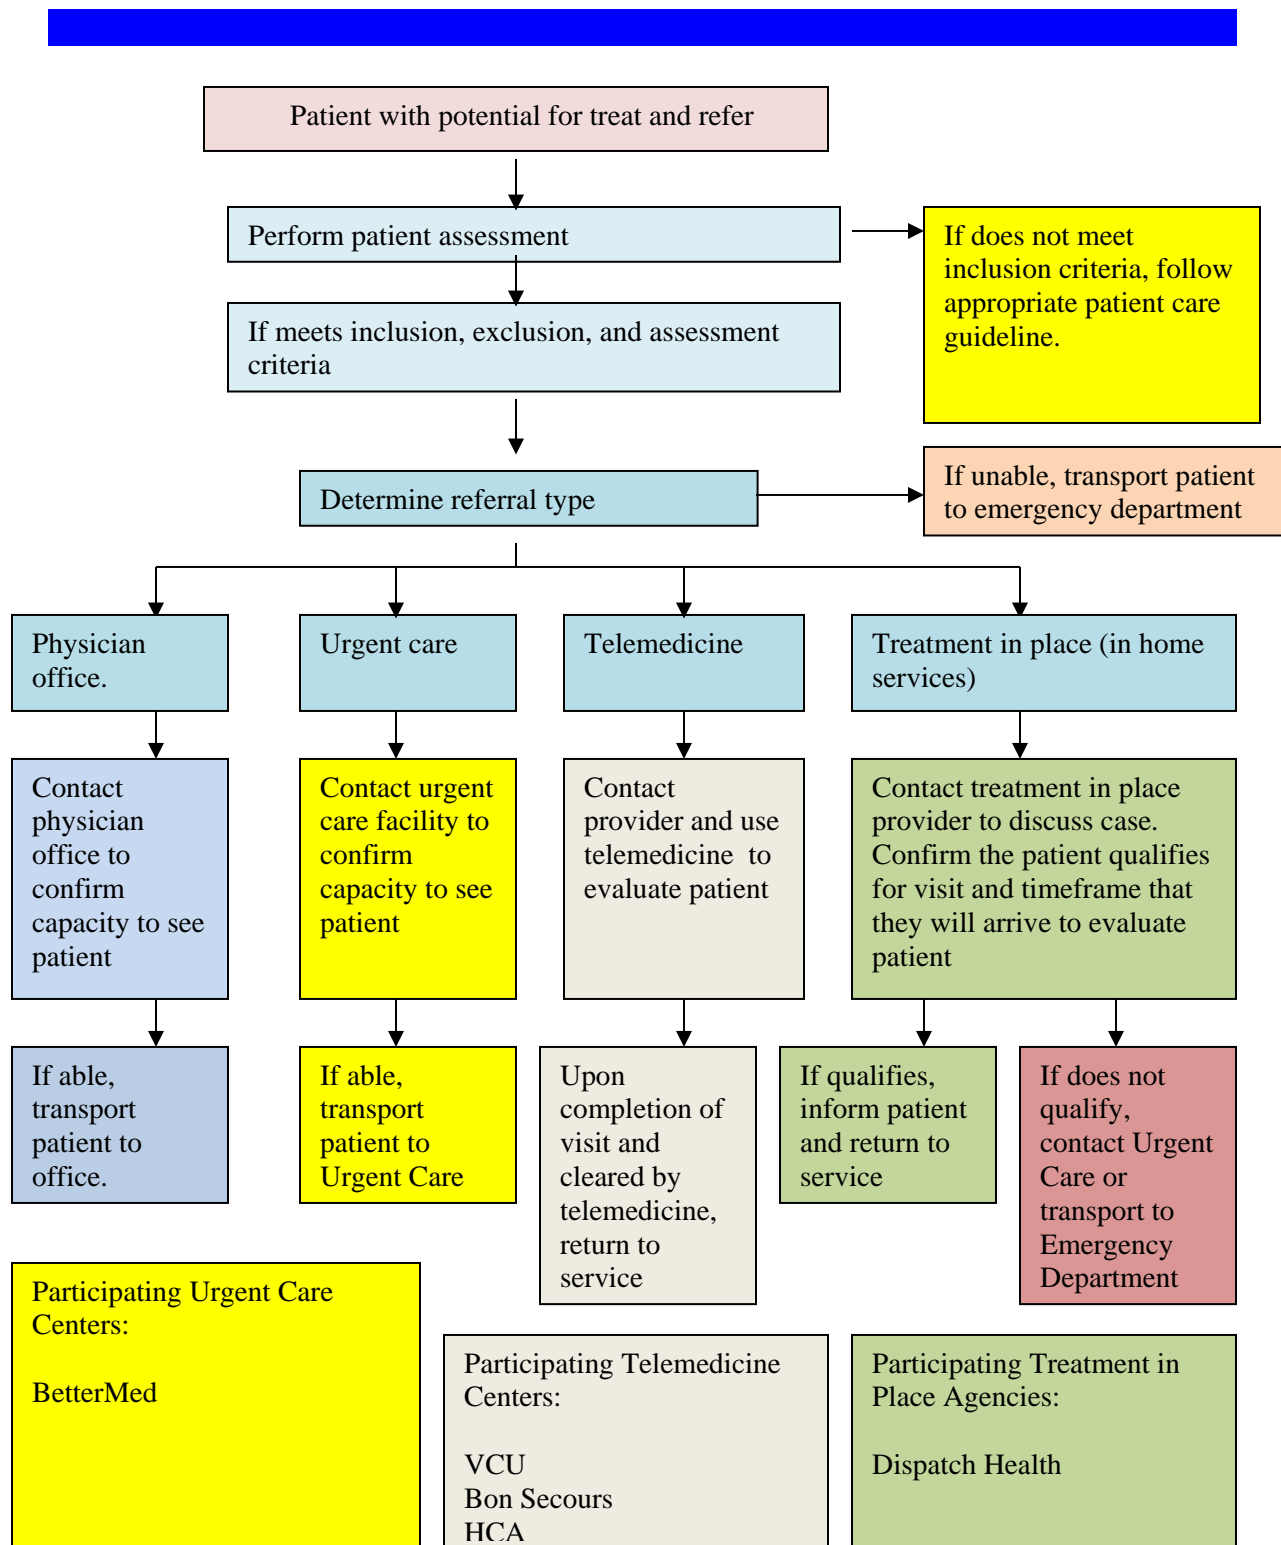 Patient with potential for treat and refer
Perform patient assessment
If does not meet
inclusion criteria, follow
appropriate patient care
guideline.
If meets inclusion, exclusion, and assessment
criteria
Determine referral type
If unable, transport patient
to emergency department
Physician
office.
Urgent care
Telemedicine
Treatment in place (in home
services)
Contact
physician
office to
confirm
capacity to see
patient
Contact urgent
care facility to
confirm
capacity to see
patient
Contact
provider and use
telemedicine  to
evaluate patient
Contact treatment in place
provider to discuss case.
Confirm the patient qualifies
for visit and timeframe that
they will arrive to evaluate
patient
If able,
transport
patient to
office.
If able,
transport
patient to
Urgent Care
Upon
completion of
visit and
cleared by
telemedicine,
return to
service
If qualifies,
inform patient
and return to
service
If does not
qualify,
contact Urgent
Care or
transport to
Emergency
Department
Participating Urgent Care
Centers:
BetterMed
Participating Telemedicine
Centers:
VCU
Bon Secours
HCA
Participating Treatment in
Place Agencies:
Dispatch Health